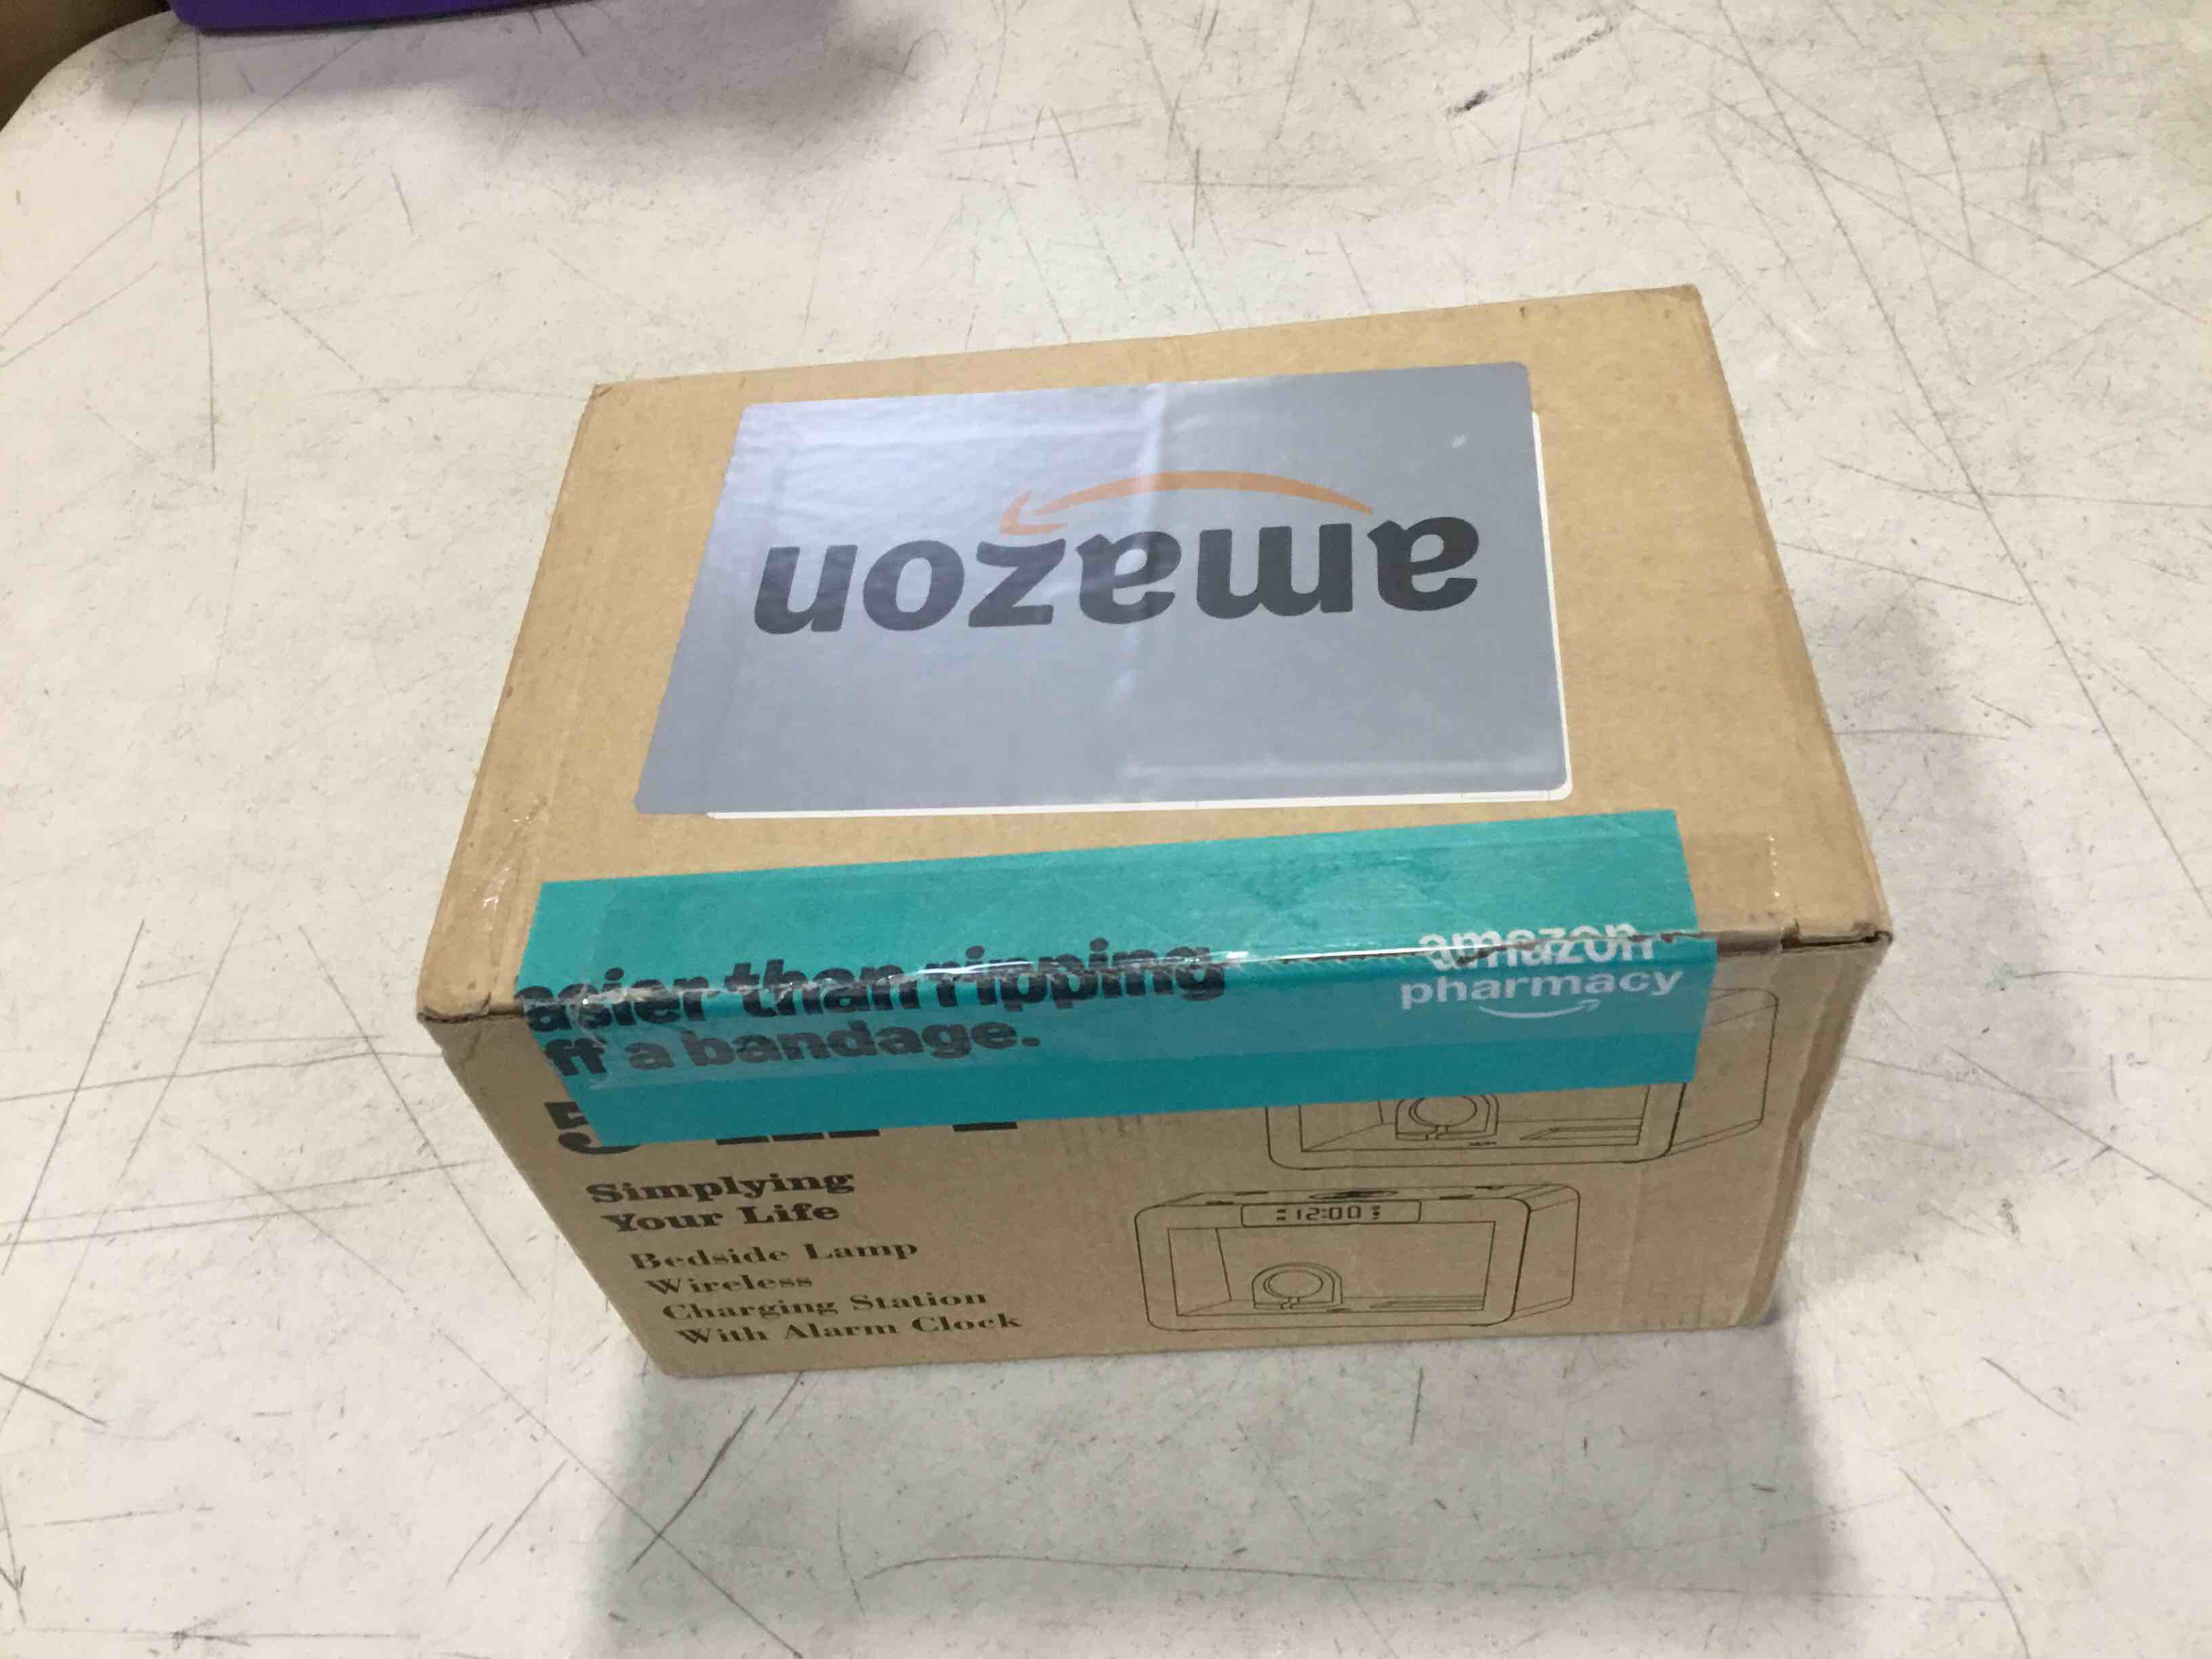 amazon
easier than ripping
ff a bandage.
amazon
pharmacy
Simplying
Your Life
Bedside Lamp
Wireless
Charging Station
With Alarm Clock
12:00